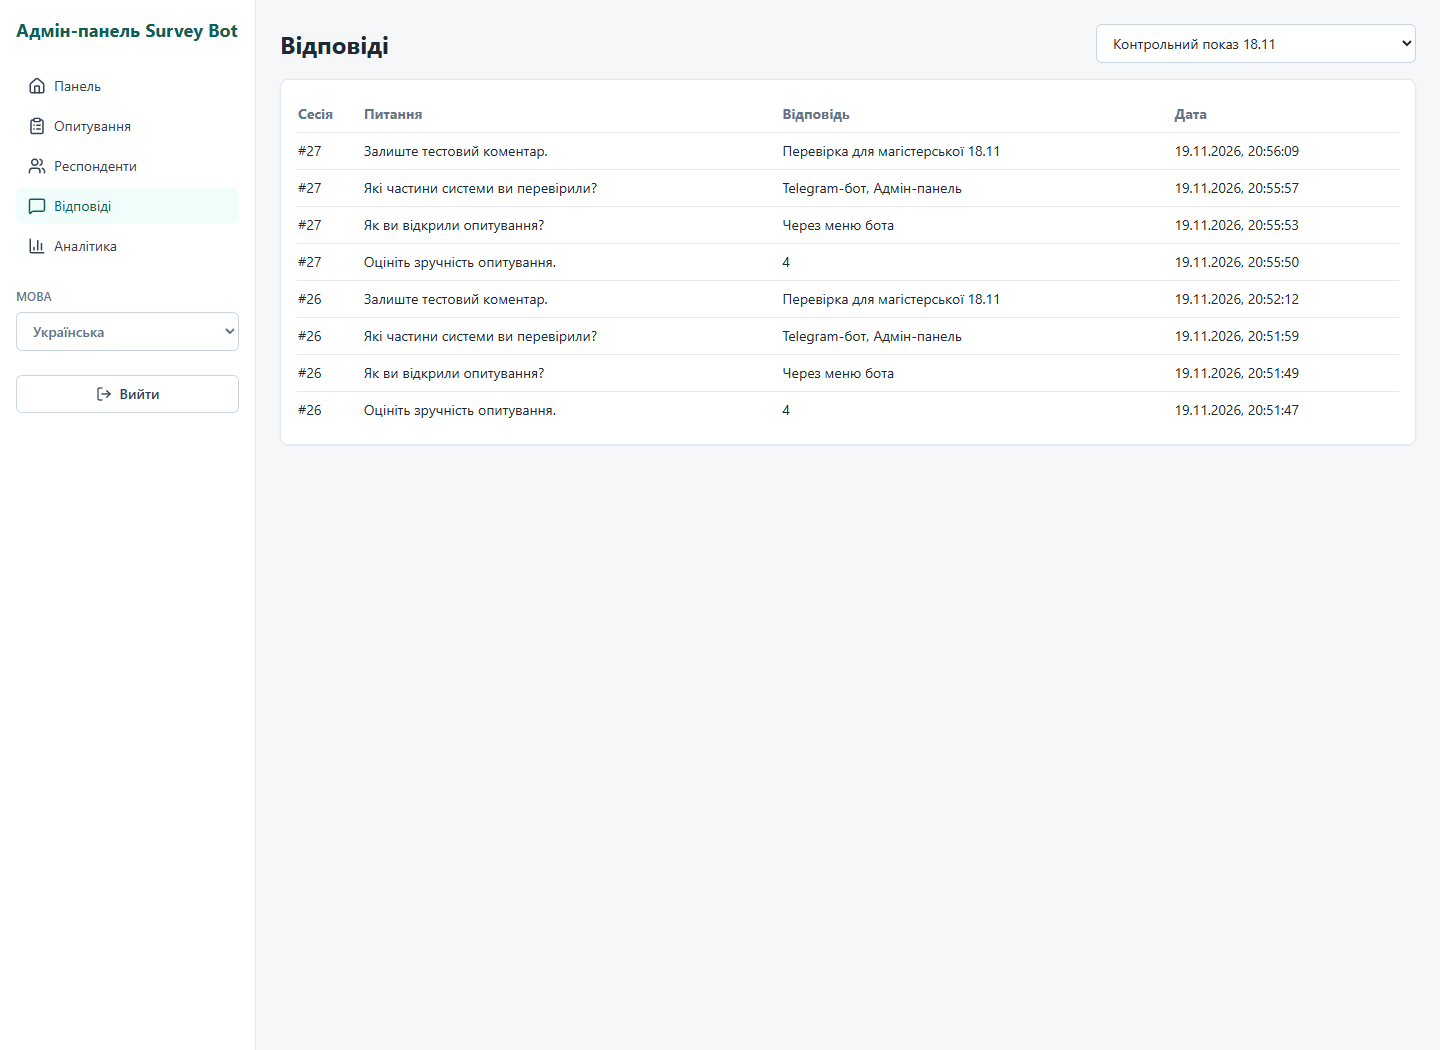 Адмін-панель Survey Bot
Панель
Опитування
Респонденти
Відповіді
Аналітика
МОВА
Українська
Вийти
Відповіді
Контрольний показ 18.11
Сесія Питання Відповідь Дата
#27 Залиште тестовий коментар. Перевірка для магістерської 18.11 19.11.2026, 20:56:09
#27 Які частини системи ви перевірили? Telegram-бот, Адмін-панель 19.11.2026, 20:55:57
#27 Як ви відкрили опитування? Через меню бота 19.11.2026, 20:55:53
#27 Оцініть зручність опитування. 4 19.11.2026, 20:55:50
#26 Залиште тестовий коментар. Перевірка для магістерської 18.11 19.11.2026, 20:52:12
#26 Які частини системи ви перевірили? Telegram-бот, Адмін-панель 19.11.2026, 20:51:59
#26 Як ви відкрили опитування? Через меню бота 19.11.2026, 20:51:49
#26 Оцініть зручність опитування. 4 19.11.2026, 20:51:47